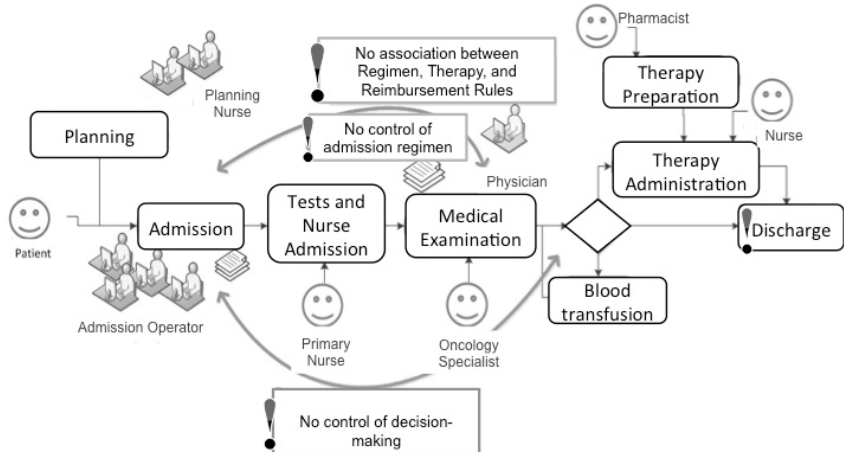 Pharmacist
No association between
Regimen, Therapy, and
Reimbursement Rules
Therapy
Preparation
Planning
Nurse
Planning
No control of
admission regimen
Nurse
Therapy
Administration
Physician
Patient
Admission
Tests and
Nurse
Admission
Medical
Examination
Discharge
Blood
transfusion
Admission Operator
Primary
Nurse
Oncology
Specialist
No control of decision-
making